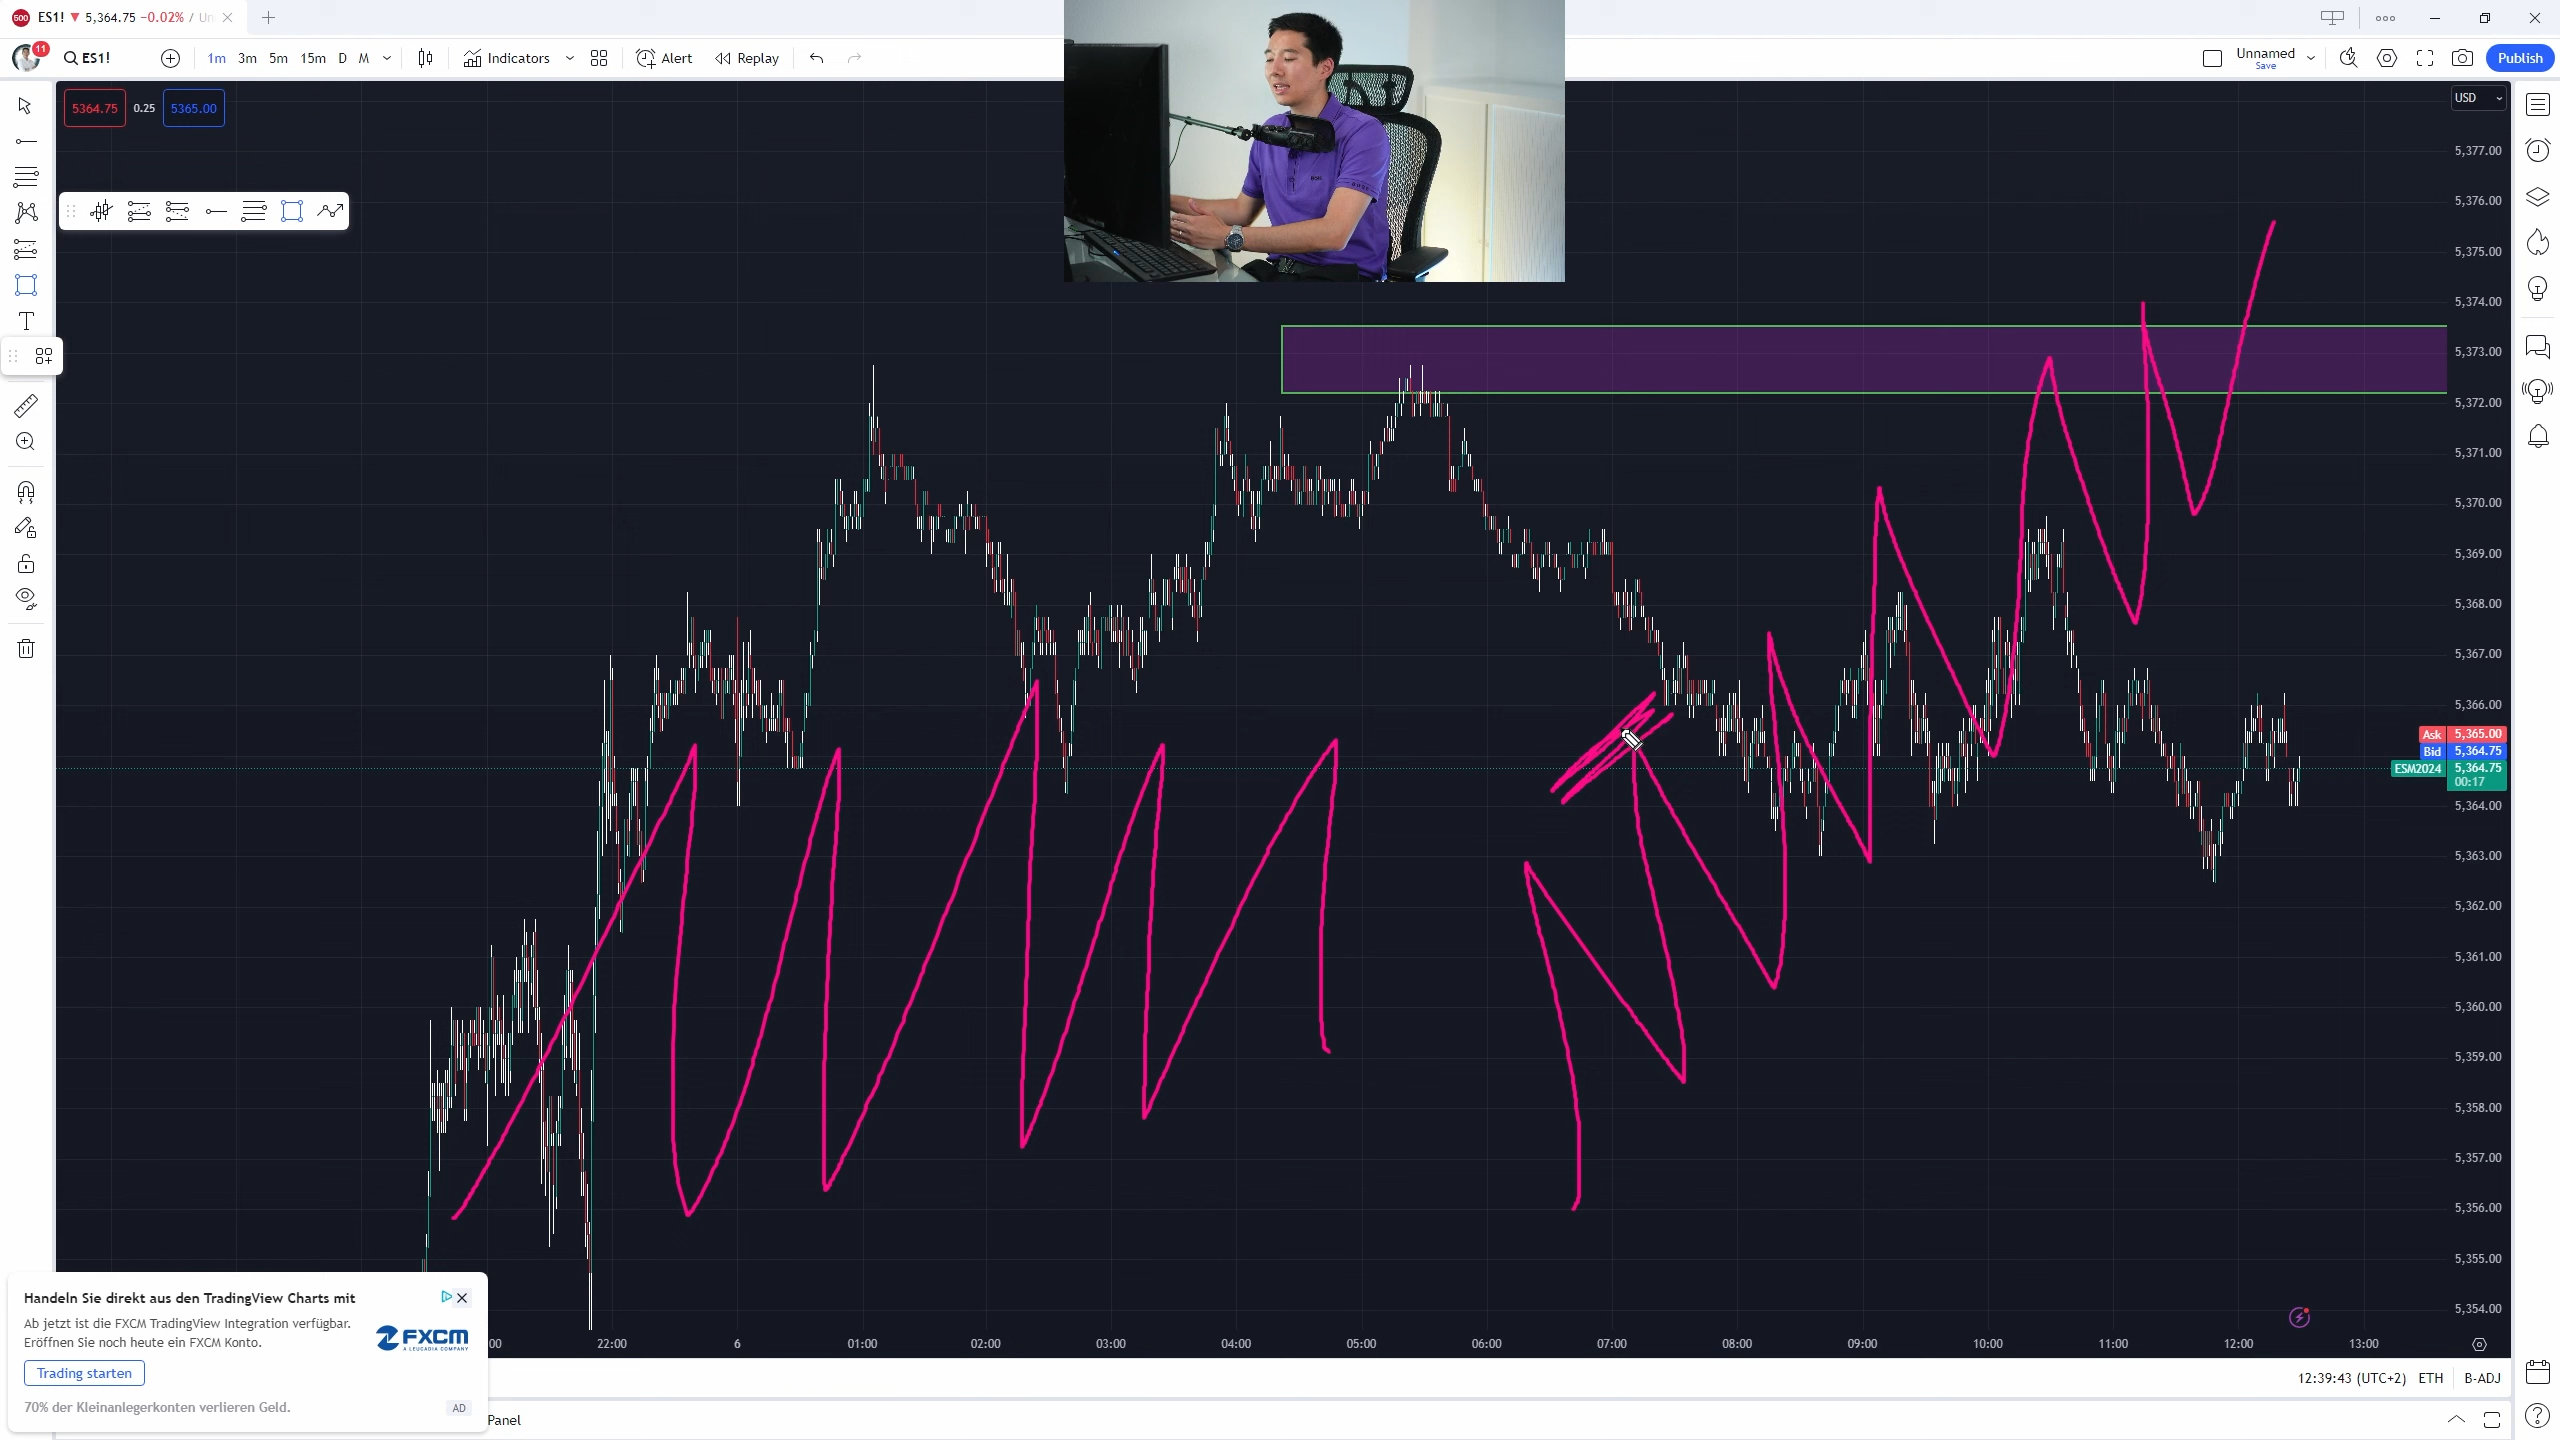 500 ES1! ▼ 5,364.75 −0.02% / Un
11 ES1! 1m 3m 5m 15m D M Indicators Alert Replay Unnamed Save Publish
5364.75 0.25 5365.00
USD
5,377.00
5,376.00
5,375.00
5,374.00
5,373.00
5,372.00
5,371.00
5,370.00
5,369.00
5,368.00
5,367.00
5,366.00
Ask 5,365.00
Bid 5,364.75
ESM2024 5,364.75
00:17
5,364.00
5,363.00
5,362.00
5,361.00
5,360.00
5,359.00
5,358.00
5,357.00
5,356.00
5,355.00
5,354.00
:00 22:00 6 01:00 02:00 03:00 04:00 05:00 06:00 07:00 08:00 09:00 10:00 11:00 12:00 13:00
Handeln Sie direkt aus den TradingView Charts mit
Ab jetzt ist die FXCM TradingView Integration verfügbar.
Eröffnen Sie noch heute ein FXCM Konto.
FXCM
A LEUCADIA COMPANY
Trading starten
70% der Kleinanlegerkonten verlieren Geld.
AD
12:39:43 (UTC+2) ETH B-ADJ
Panel